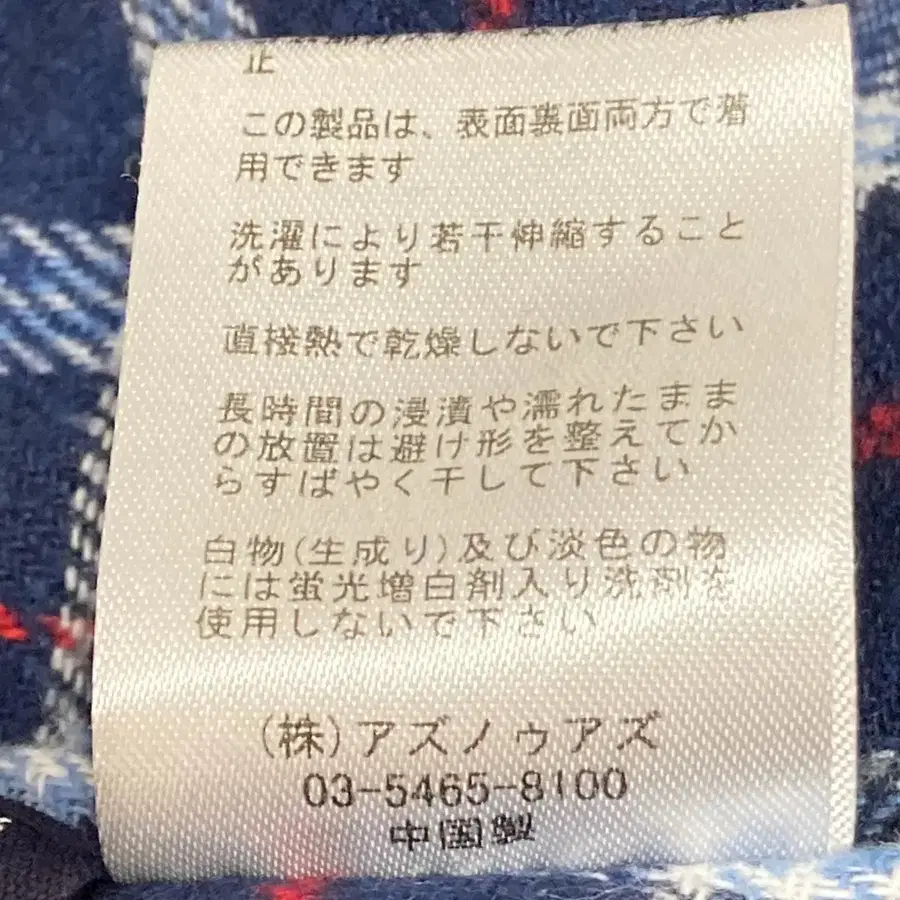 止
この製品は、表面裏面両方で着
用できます
洗濯により若干伸縮すること
があります
直接熱で乾燥しないで下さい
長時間の浸漬や濡れたまま
の放置は避け形を整えてか
らすばやく干して下さい
白物(生成り)及び淡色の物
には蛍光増白剤入り洗剤を
使用しないで下さい
(株)アズノゥアズ
03-5465-8100
中国製